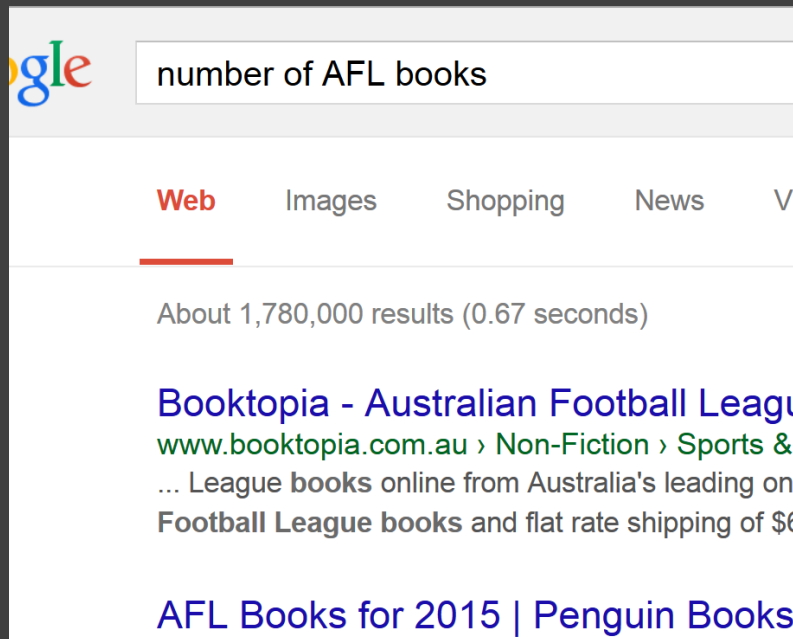 ogle
number of AFL books
Web Images Shopping News V
About 1,780,000 results (0.67 seconds)
Booktopia - Australian Football Leagu
www.booktopia.com.au › Non-Fiction › Sports &
... League books online from Australia's leading on
Football League books and flat rate shipping of $6
AFL Books for 2015 | Penguin Books